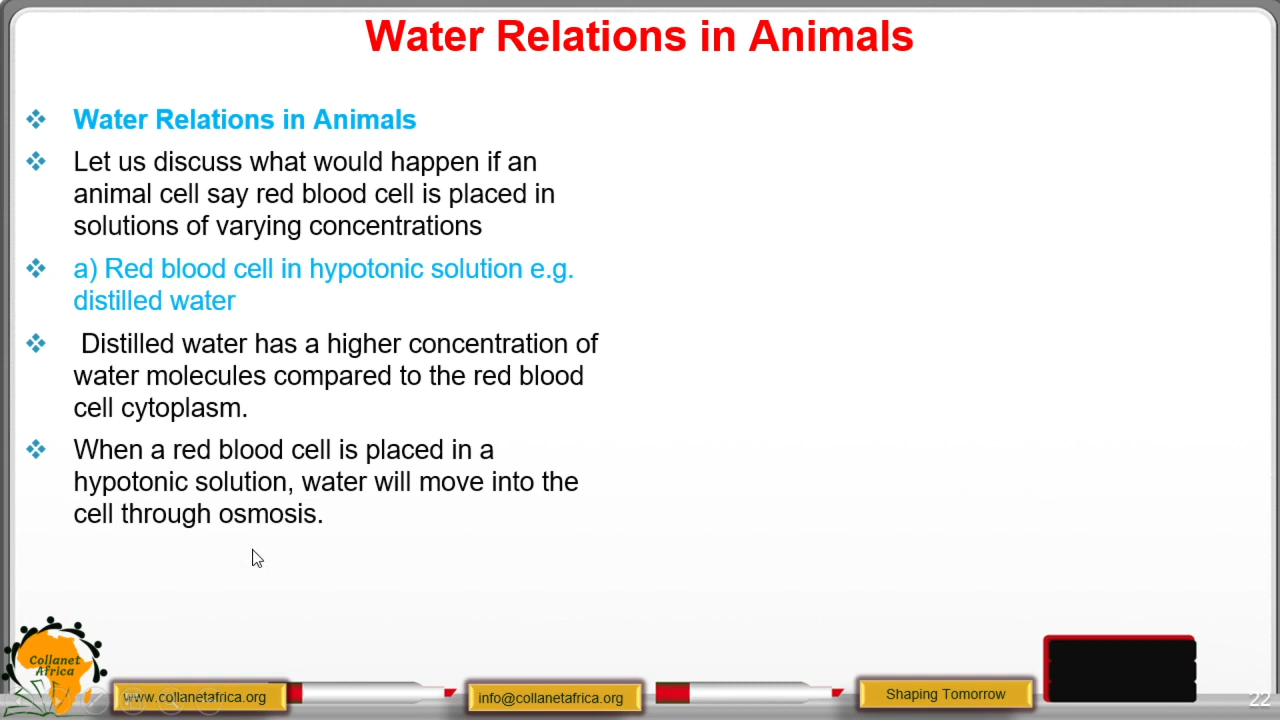 Water Relations in Animals
Water Relations in Animals
Let us discuss what would happen if an
animal cell say red blood cell is placed in
solutions of varying concentrations
a) Red blood cell in hypotonic solution e.g.
distilled water
Distilled water has a higher concentration of
water molecules compared to the red blood
cell cytoplasm.
When a red blood cell is placed in a
hypotonic solution, water will move into the
cell through osmosis.
Collanet
Africa
www.collanetafrica.org
info@collanetafrica.org
Shaping Tomorrow
22